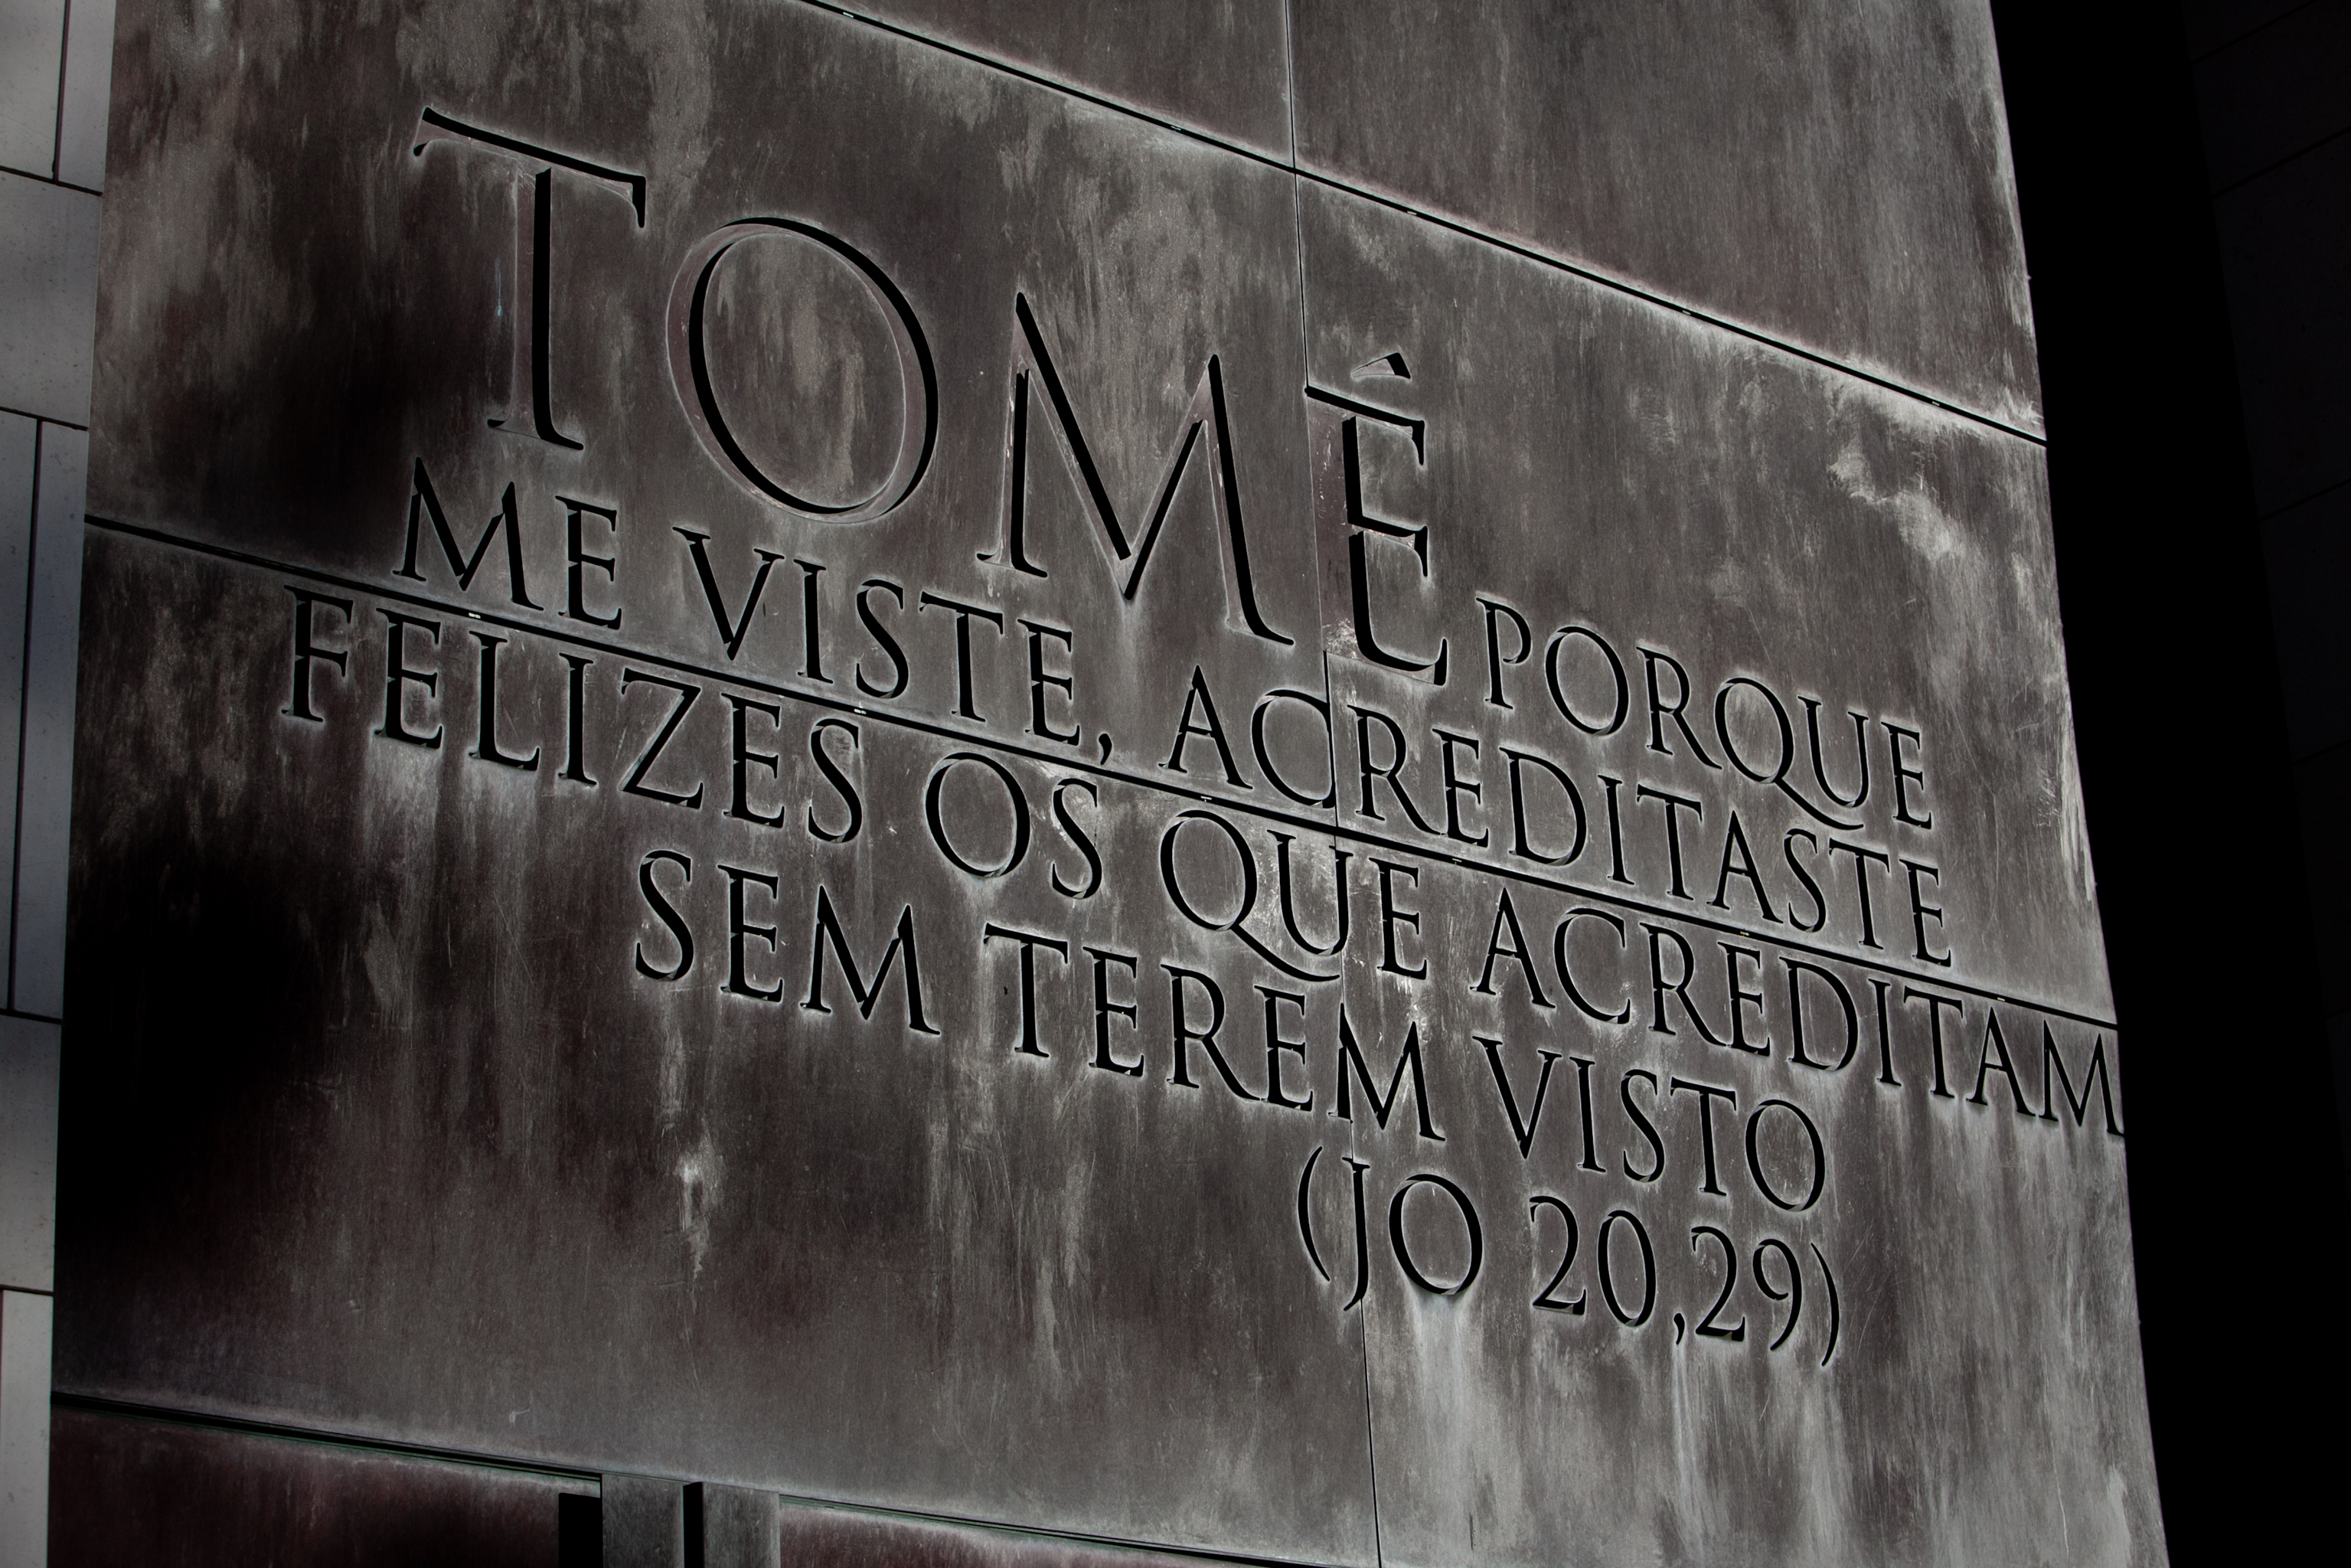 TOMÉ PORQUE
ME VISTE, ACREDITASTE
FELIZES OS QUE ACREDITAM
SEM TEREM VISTO
(JO 20,29)